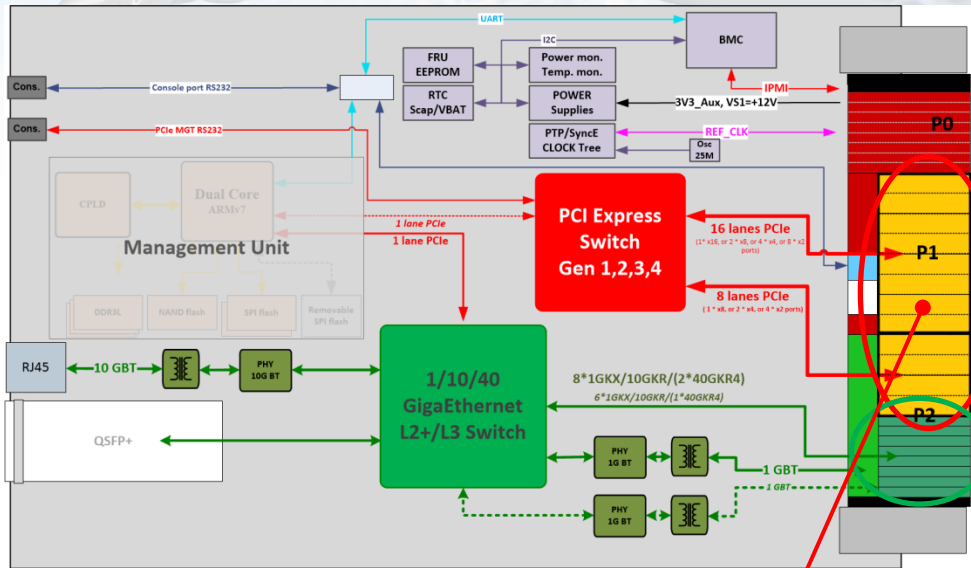 UART
BMC
I2C
FRU
EEPROM
Power mon.
Temp. mon.
Cons.
Console port RS232
IPMI
RTC
Scap/VBAT
POWER
Supplies
3V3_Aux, VS1=+12V
P0
Cons.
PCIe MGT RS232
PTP/SyncE
CLOCK Tree
REF_CLK
Osc
25M
CPLD
Dual Core
ARMv7
Management Unit
1 lane PCIe
1 lane PCIe
PCI Express
Switch
Gen 1,2,3,4
16 lanes PCIe
(1* x16, or 2 * x8, or 4 * x4, or 8 * x2
ports)
P1
8 lanes PCIe
( 1 * x8, or 2 * x4, or 4 * x2 ports)
DDR3L
NAND flash
SPI flash
Removable
SPI flash
RJ45
10 GBT
PHY
10G BT
1/10/40
GigaEthernet
L2+/L3 Switch
8*1GKX/10GKR/(2*40GKR4)
6*1GKX/10GKR/(1*40GKR4)
P2
QSFP+
PHY
1G BT
1 GBT
PHY
1G BT
1 GBT